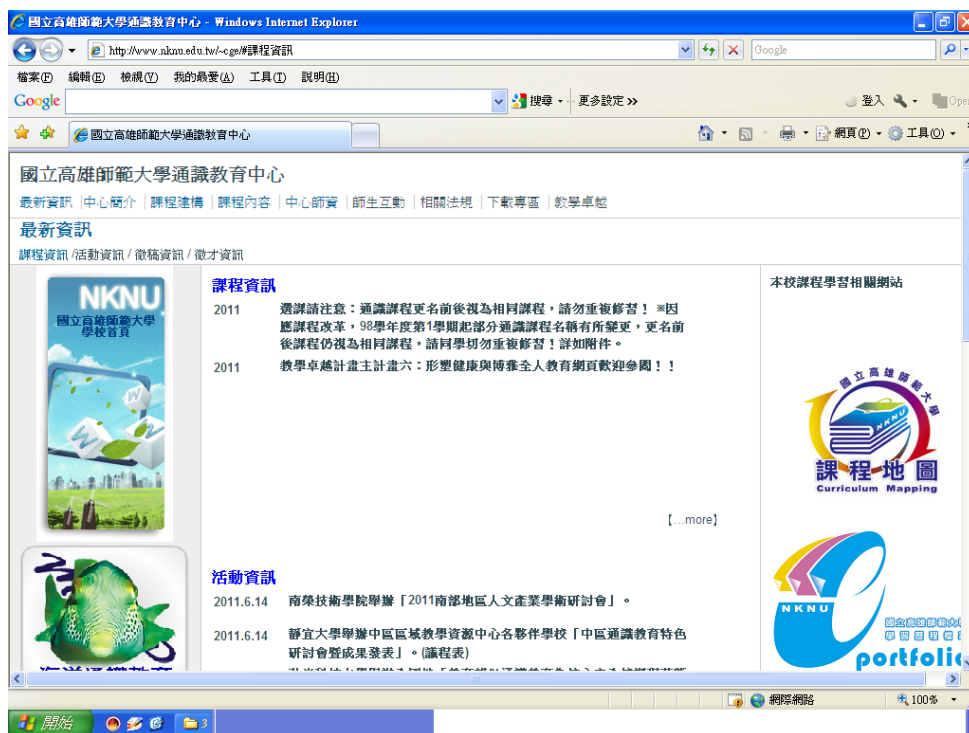 國立高雄師範大學通識教育中心 - Windows Internet Explorer
http://www.nknu.edu.tw/~cge/#課程資訊
Google
檔案(F) 編輯(E) 檢視(V) 我的最愛(A) 工具(T) 說明(H)
Google 搜尋 更多設定 >> 登入 Ope
國立高雄師範大學通識教育中心 網頁(P) 工具(O)
國立高雄師範大學通識教育中心
最新資訊 |中心簡介 |課程建構 |課程內容 |中心師資 |師生互動 |相關法規 |下載專區 |教學卓越
最新資訊
課程資訊 /活動資訊 / 徵稿資訊 / 徵才資訊
NKNU
國立高雄師範大學
學校首頁
課程資訊
2011 選課請注意：通識課程更名前後視為相同課程，請勿重複修習！ ※因
應課程改革，98學年度第1學期起部分通識課程名稱有所變更，更名前
後課程仍視為相同課程，請同學切勿重複修習！詳如附件。
2011 教學卓越計畫主計畫六：形塑健康與博雅全人教育網頁歡迎參閱！！
【...more】
活動資訊
2011.6.14 南榮技術學院舉辦「2011南部地區人文產業學術研討會」。
2011.6.14 靜宜大學舉辦中區區域教學資源中心各夥伴學校「中區通識教育特色
研討會暨成果發表」。(議程表)
本校課程學習相關網站
國立高雄師範大學
NKNU
課程地圖
Curriculum Mapping
NKNU
國立高雄師範大
學習歷程檔
portfolio
網際網路 100%
開始 3